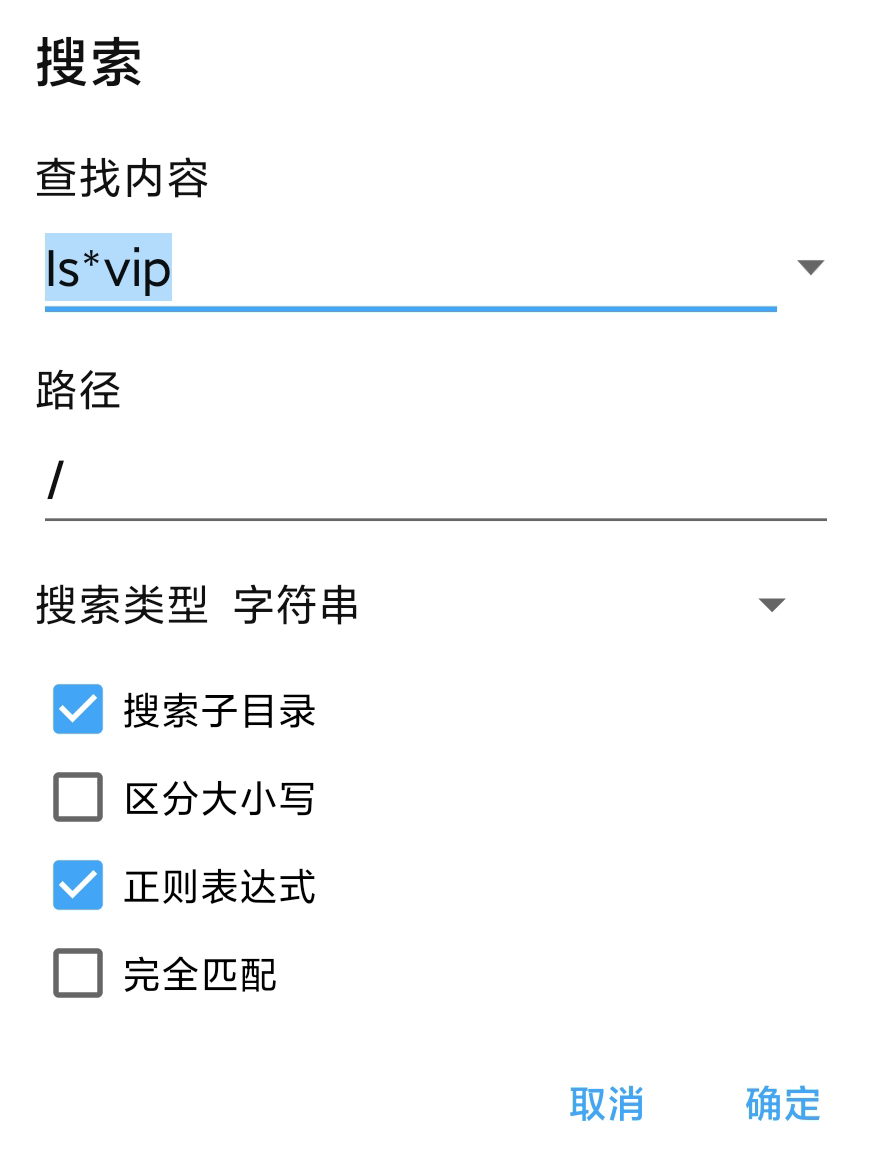 搜索
查找内容
ls*vip
路径
/
搜索类型 字符串
搜索子目录
区分大小写
正则表达式
完全匹配
取消 确定